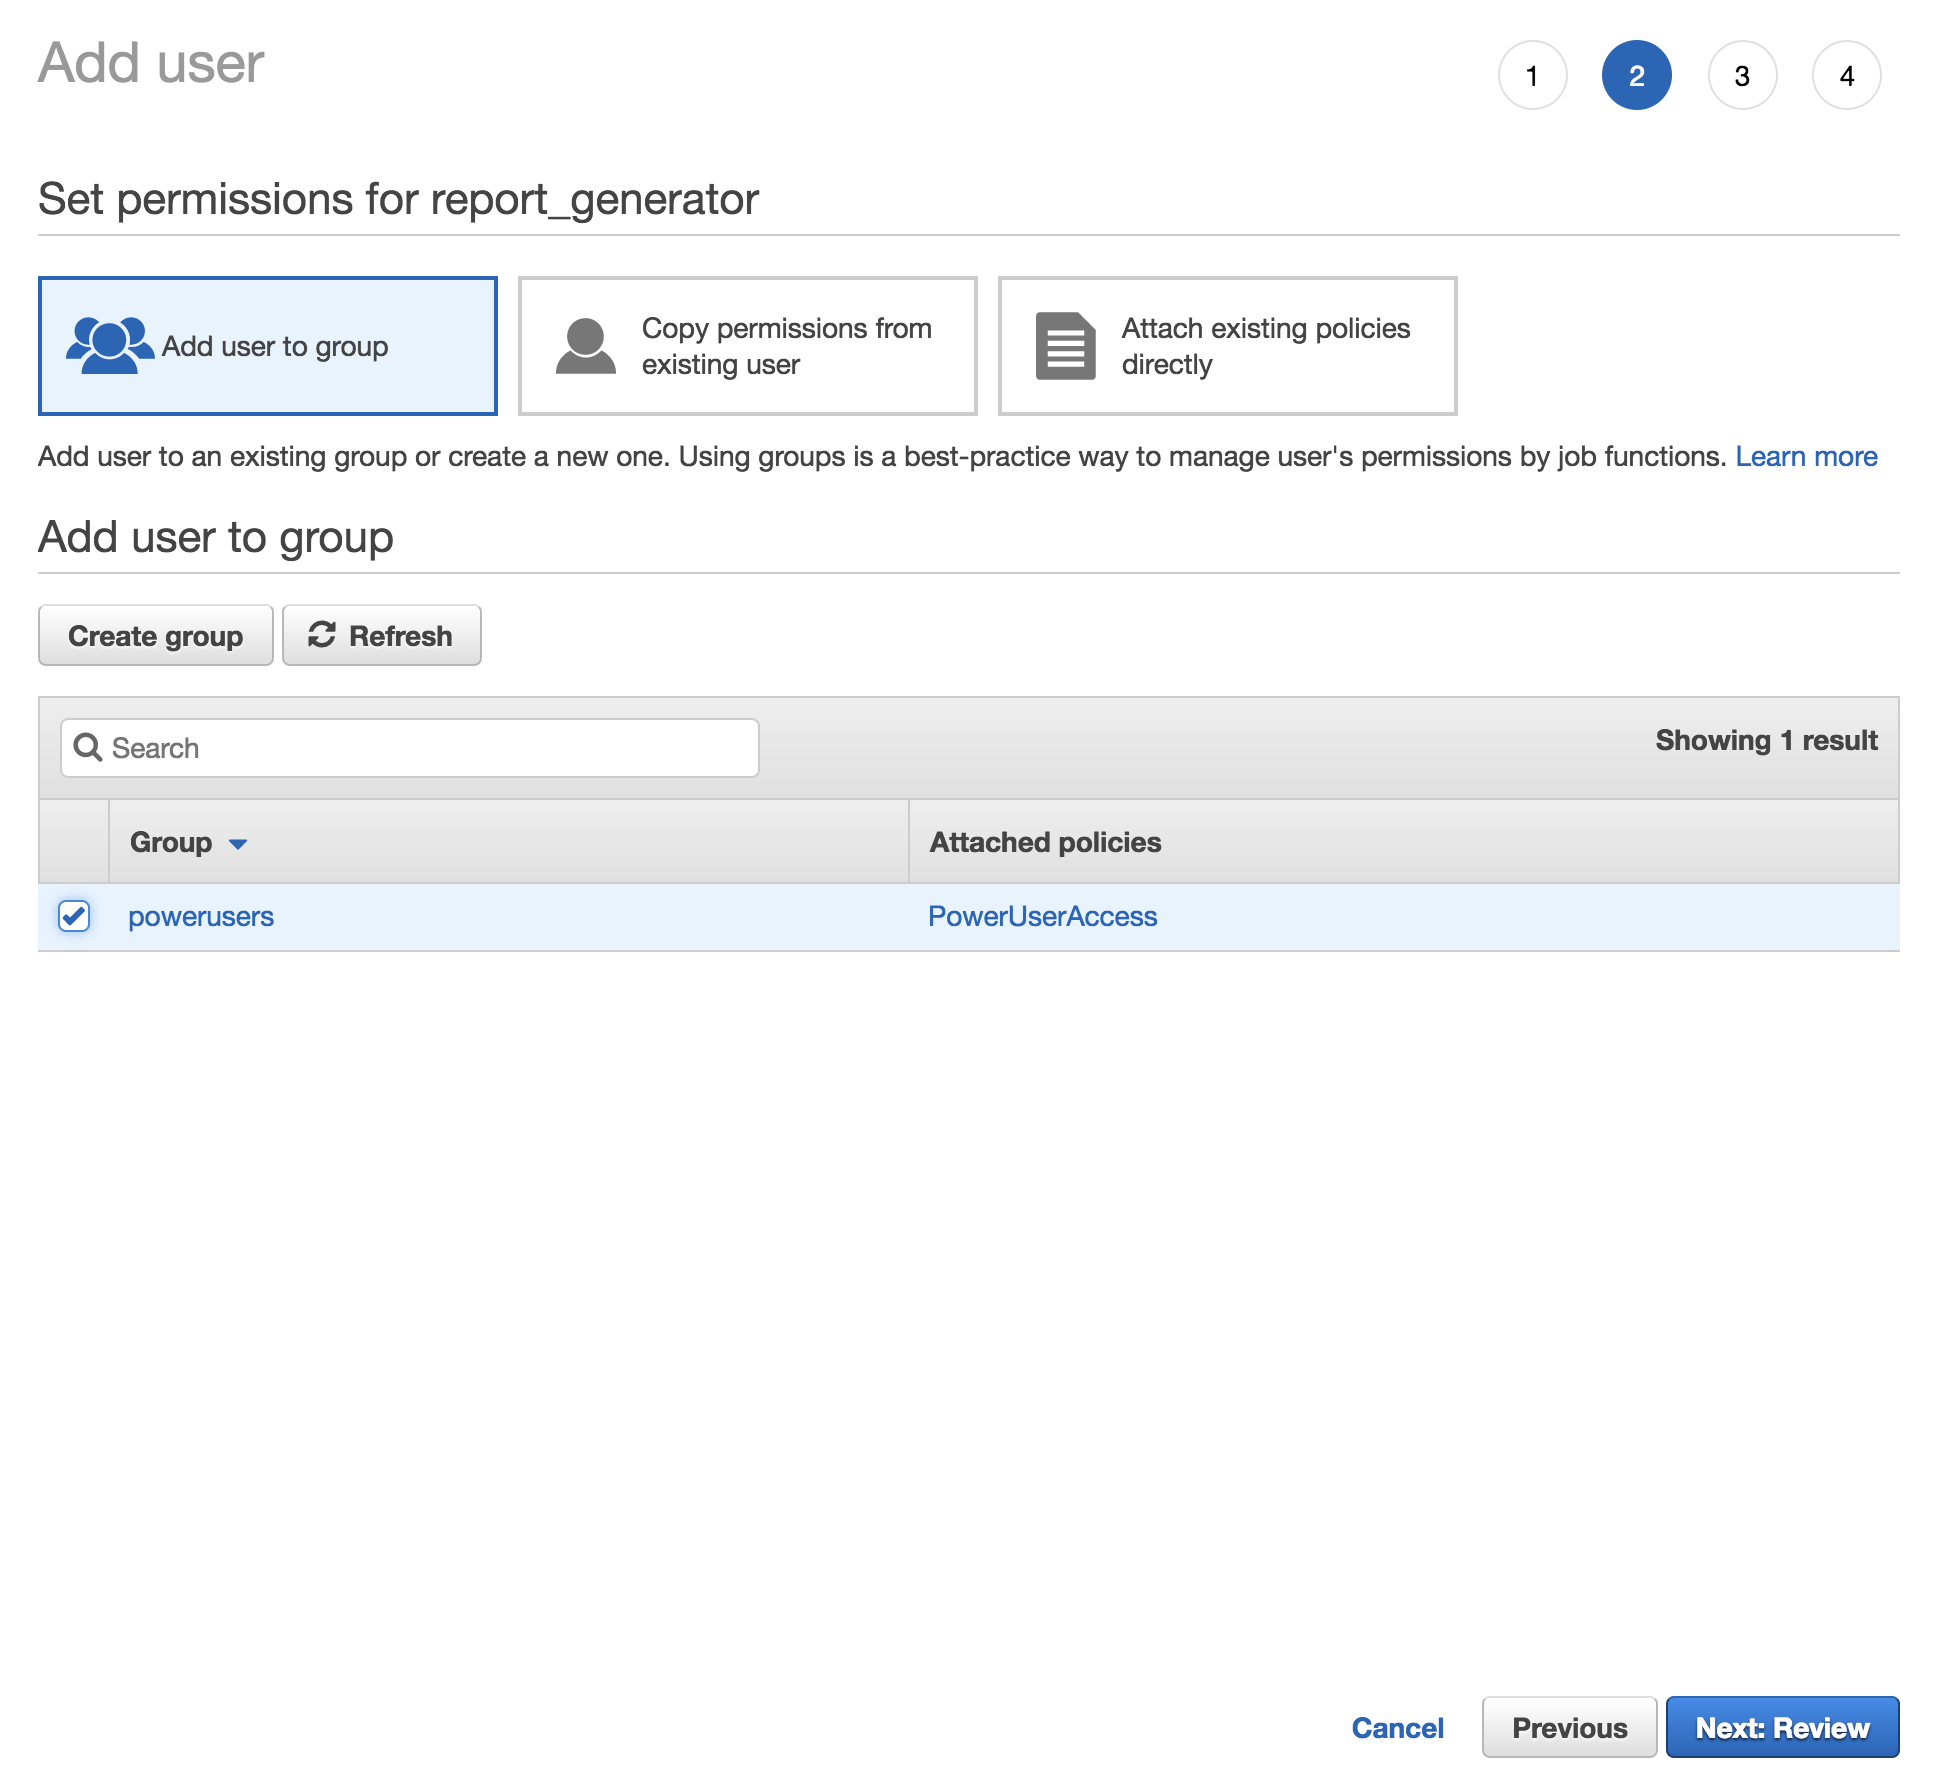 Add user
1 2 3 4
Set permissions for report_generator
Add user to group
Copy permissions from
existing user
Attach existing policies
directly
Add user to an existing group or create a new one. Using groups is a best-practice way to manage user's permissions by job functions. Learn more
Add user to group
Create group Refresh
Search Showing 1 result
Group Attached policies
powerusers PowerUserAccess
Cancel Previous Next: Review